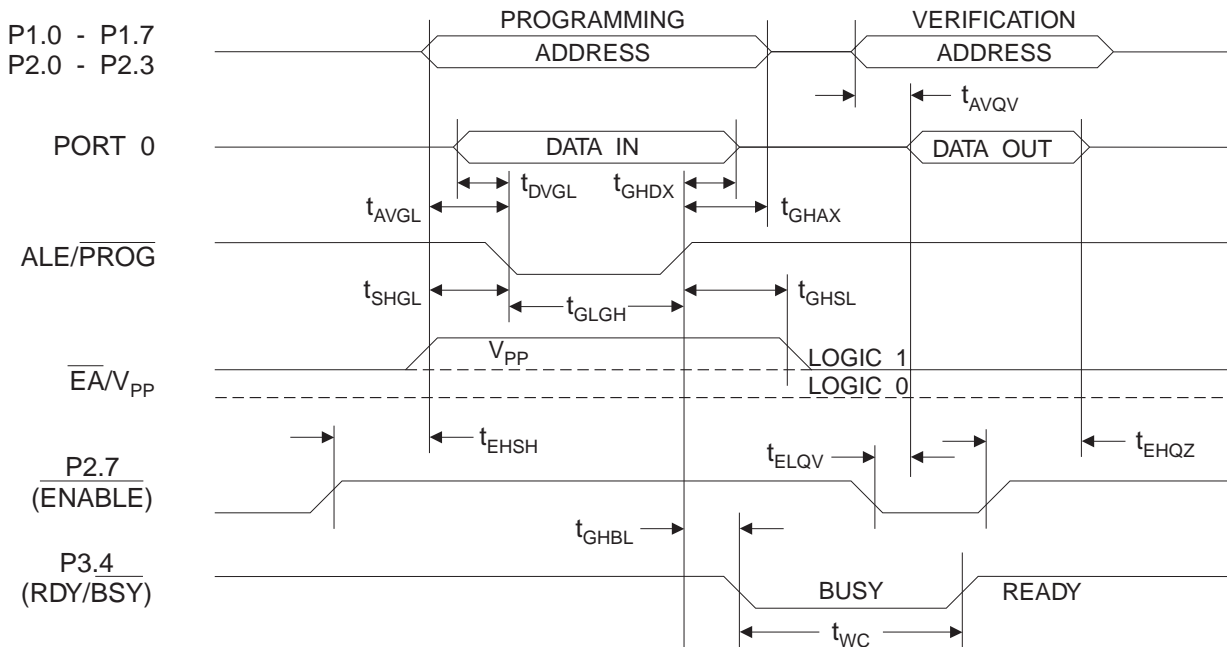 PROGRAMMING
VERIFICATION
P1.0 - P1.7
P2.0 - P2.3
ADDRESS
ADDRESS
tAVQV
PORT 0
DATA IN
DATA OUT
tDVGL
tGHDX
tAVGL
tGHAX
ALE/PROG
tSHGL
tGLGH
tGHSL
VPP
LOGIC 1
EA/VPP
LOGIC 0
tEHSH
tELQV
tEHQZ
P2.7
(ENABLE)
tGHBL
P3.4
(RDY/BSY)
BUSY
READY
tWC